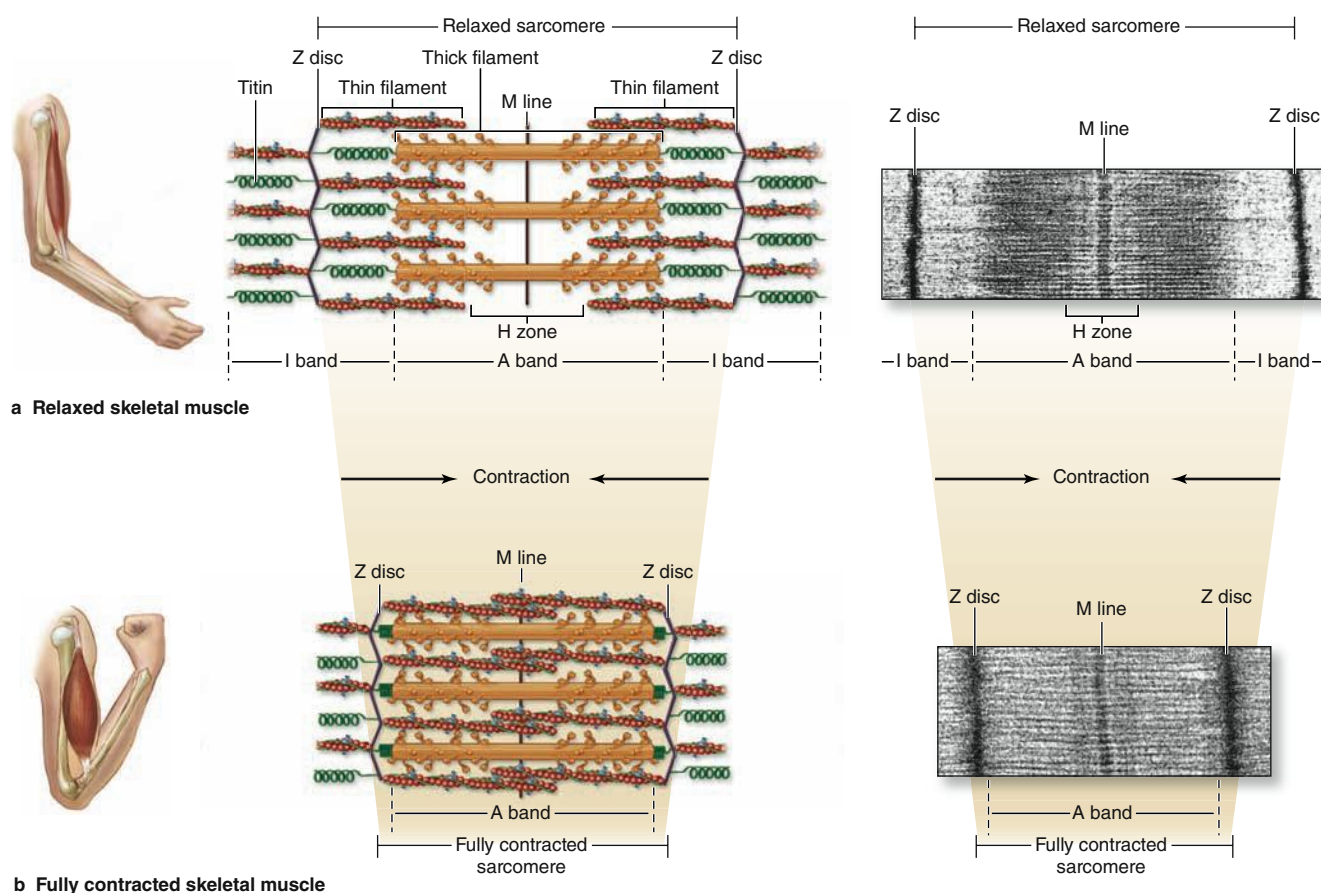 Relaxed sarcomere
Z disc
Thick filament
Z disc
Titin
Thin filament
M line
Thin filament
H zone
I band
A band
I band
Relaxed sarcomere
Z disc
M line
Z disc
H zone
I band
A band
I band
a Relaxed skeletal muscle
Contraction
Contraction
Z disc
M line
Z disc
A band
Fully contracted
sarcomere
Z disc
M line
Z disc
A band
Fully contracted
sarcomere
b Fully contracted skeletal muscle